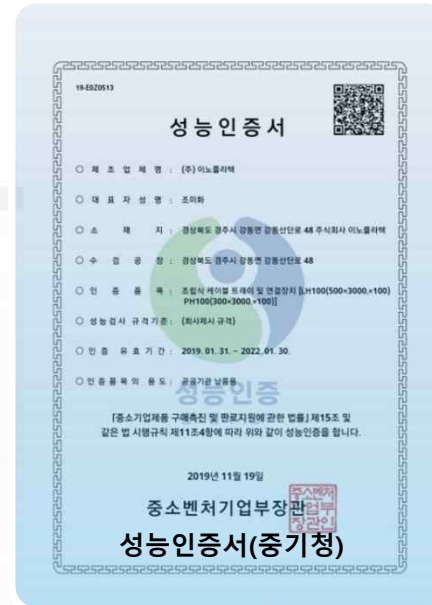 19-E0Z0513
성능인증서
○ 제 조 업 체 명 : (주) 이노플라텍
○ 대 표 자 성 명 : 조미화
○ 소 재 지 : 경상북도 경주시 강동면 강동산단로 48 주식회사 이노플라텍
○ 수 검 공 장 : 경상북도 경주시 강동면 강동산단로 48
○ 인 증 품 목 : 조립식 케이블 트레이 및 연결장치 [LH100(500×3000.×100)
PH100(300×3000.×100)]
○ 성능검사 규격기준 : (회사제시 규격)
○ 인 증 유 효 기 간 : 2019. 01. 31. ~ 2022. 01. 30.
○ 인증품목의 용도 : 공공기관 납품용
성능인증
「중소기업제품 구매촉진 및 판로지원에 관한 법률」제15조 및
같은 법 시행규칙 제11조4항에 따라 위와 같이 성능인증을 합니다.
2019년 11월 19일
중소벤처기업부장관
중소벤처
기업부
장관인
성능인증서(중기청)